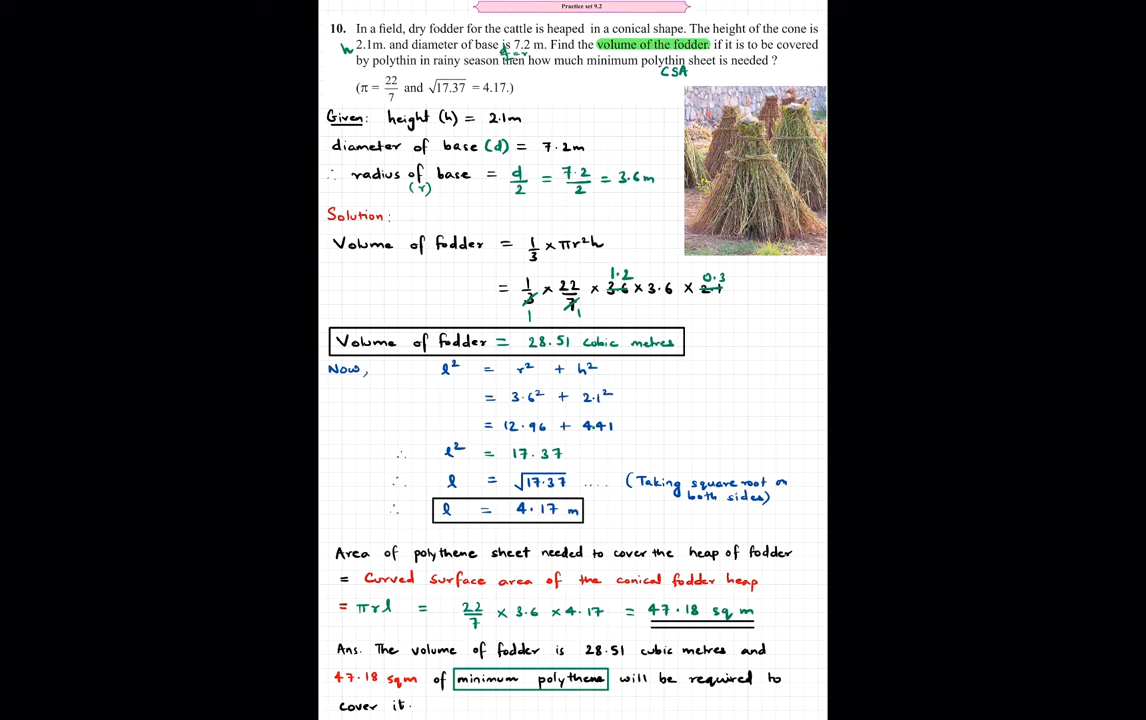 Practice set 9.2
10. In a field, dry fodder for the cattle is heaped in a conical shape. The height of the cone is
h 2.1m. and diameter of base is 7.2 m. Find the volume of the fodder. if it is to be covered
by polythin in rainy season then how much minimum polythin sheet is needed ?
CSA
(π = 22/7 and √17.37 = 4.17.)
Given: height (h) = 2.1m
diameter of base (d) = 7.2m
∴ radius of base (r) = d/2 = 7.2/2 = 3.6m
Solution:
Volume of fodder = 1/3 × πr²h
1.2 0.3
= 1/3 × 22/7 × 3.6 × 3.6 × 2.1
1 1
Volume of fodder = 28.51 cubic metres
Now, l² = r² + h²
= 3.6² + 2.1²
= 12.96 + 4.41
∴ l² = 17.37
∴ l = √17.37 .... (Taking square root on both sides)
∴ l = 4.17 m
Area of polythene sheet needed to cover the heap of fodder
= Curved surface area of the conical fodder heap
= πrl = 22/7 × 3.6 × 4.17 = 47.18 sq m
Ans. The volume of fodder is 28.51 cubic metres and
47.18 sqm of minimum polythene will be required to
cover it.